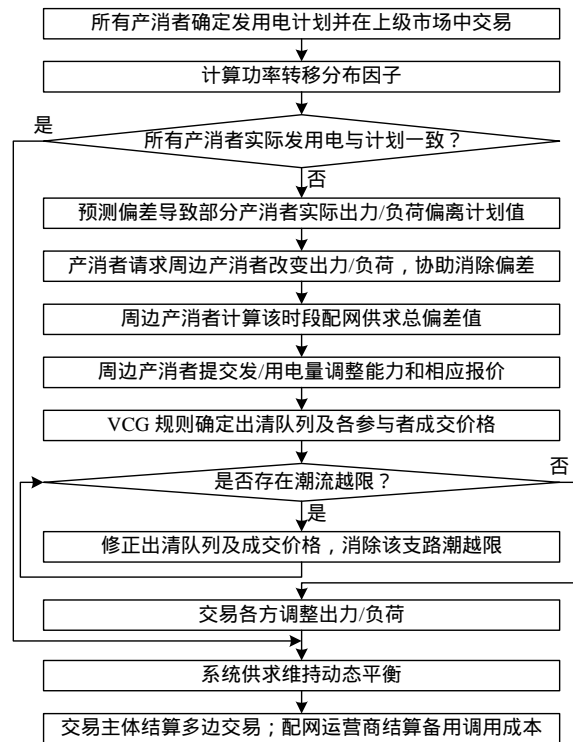 所有产消者确定发用电计划并在上级市场中交易
计算功率转移分布因子
是
所有产消者实际发用电与计划一致？
否
预测偏差导致部分产消者实际出力/负荷偏离计划值
产消者请求周边产消者改变出力/负荷，协助消除偏差
周边产消者计算该时段配网供求总偏差值
周边产消者提交发/用电量调整能力和相应报价
VCG 规则确定出清队列及各参与者成交价格
是否存在潮流越限？
否
是
修正出清队列及成交价格，消除该支路潮越限
交易各方调整出力/负荷
系统供求维持动态平衡
交易主体结算多边交易；配网运营商结算备用调用成本